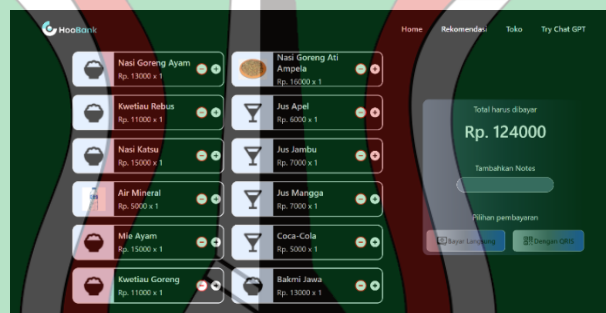 HooBank
Home Rekomendasi Toko Try Chat GPT
Nasi Goreng Ayam
Rp. 13000 x 1
Nasi Goreng Ati
Ampela
Rp. 16000 x 1
Kwetiau Rebus
Rp. 11000 x 1
Jus Apel
Rp. 6000 x 1
Nasi Katsu
Rp. 15000 x 1
Jus Jambu
Rp. 7000 x 1
Air Mineral
Rp. 5000 x 1
Jus Mangga
Rp. 7000 x 1
Mie Ayam
Rp. 15000 x 1
Coca-Cola
Rp. 5000 x 1
Kwetiau Goreng
Rp. 11000 x 1
Bakmi Jawa
Rp. 13000 x 1
Total harus dibayar
Rp. 124000
Tambahkan Notes
Pilihan pembayaran
Bayar Langsung
Dengan QRIS